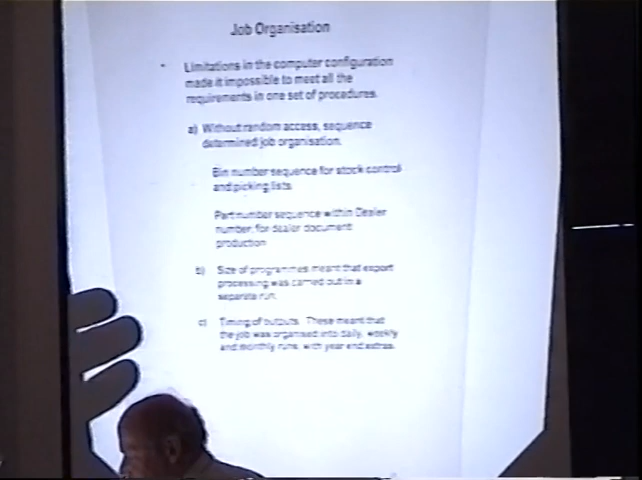 Job Organisation
• Limitations in the computer configuration
made it impossible to meet all the
requirements in one set of procedures.
a) Without random access, sequence
determined job organisation.
Bin number sequence for stock control
and picking lists
Part number sequence within Dealer
number, for dealer document
production
b) Size of programmes meant that export
processing was carried out in a
separate run.
c) Timing of outputs. These meant that
the job was organised into daily, weekly
and monthly runs, with year end extras.